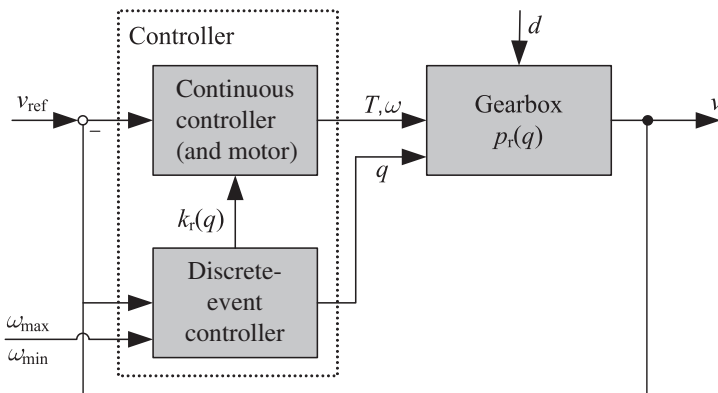 Controller
d
v_ref
−
Continuous
controller
(and motor)
T,ω
Gearbox
p_r(q)
v
q
k_r(q)
Discrete-
event
controller
ω_max
ω_min